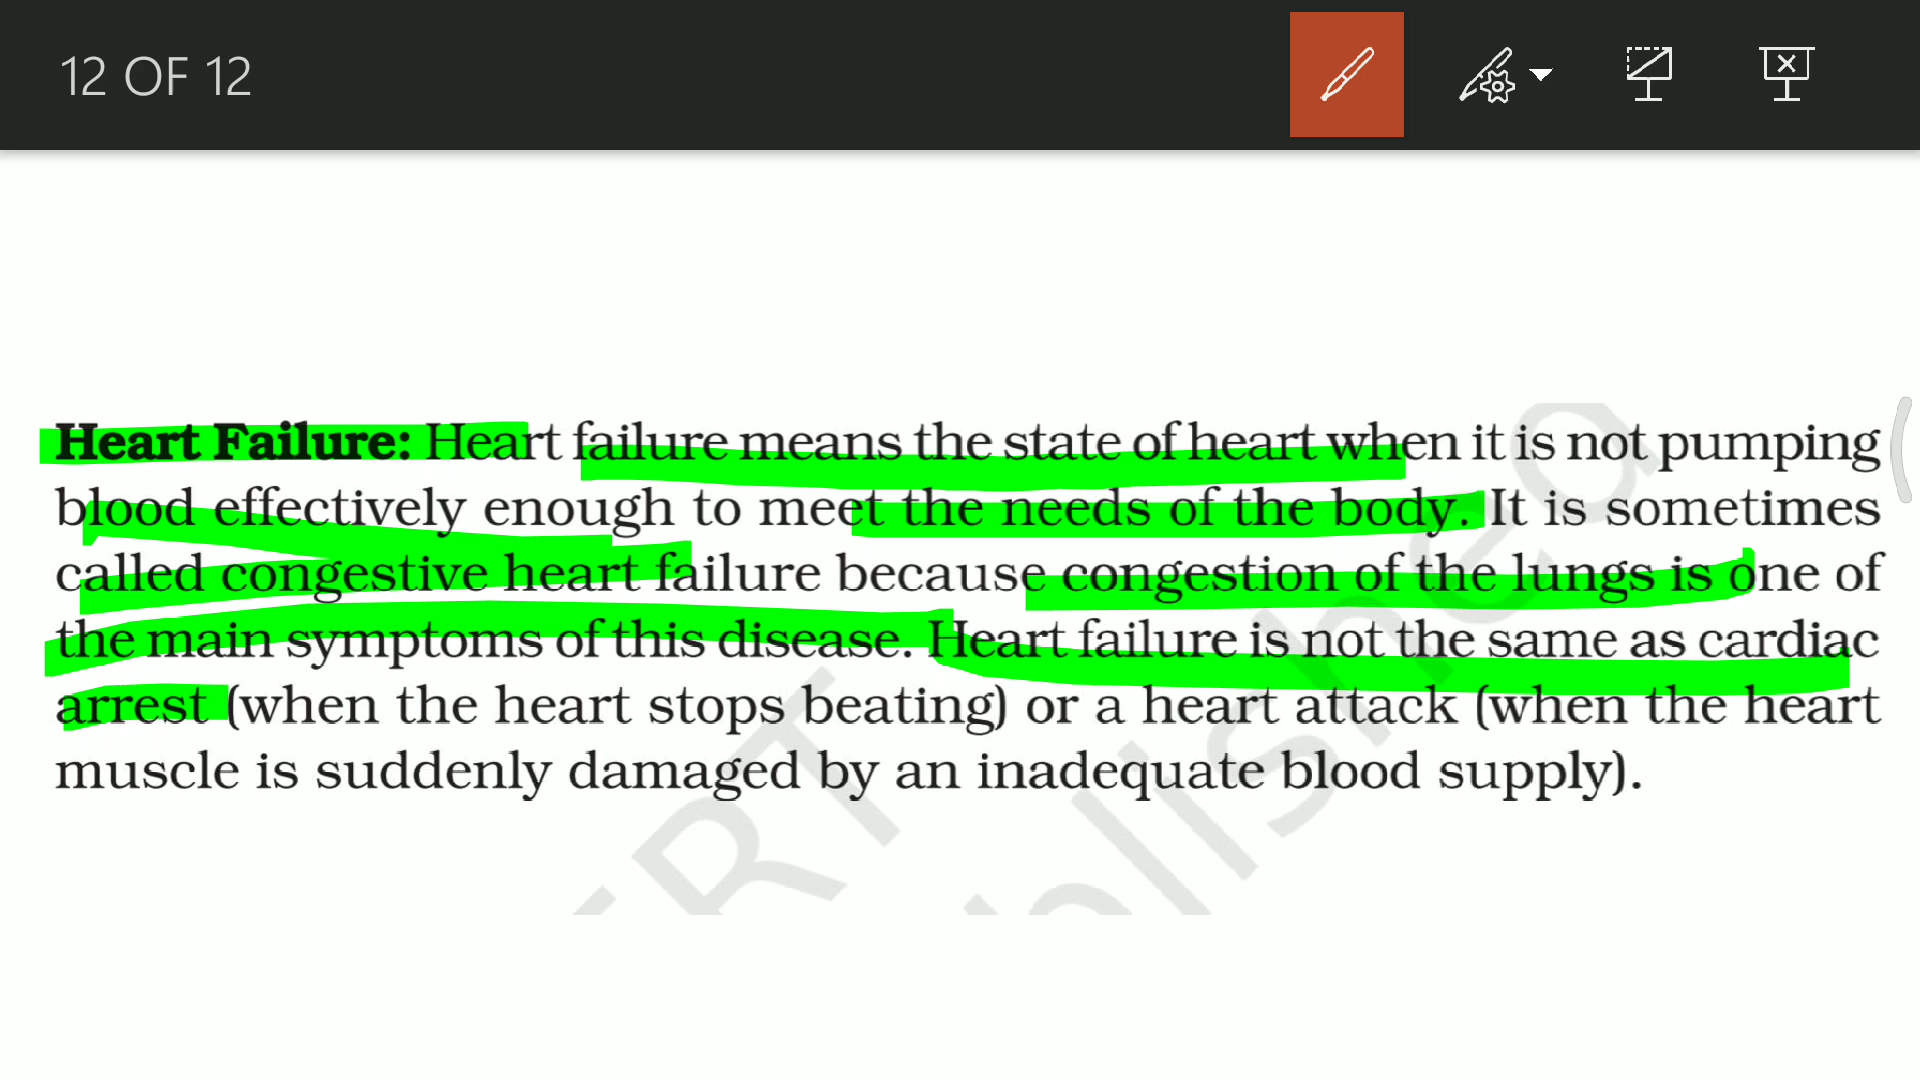 12 OF 12
Heart Failure: Heart failure means the state of heart when it is not pumping
blood effectively enough to meet the needs of the body. It is sometimes
called congestive heart failure because congestion of the lungs is one of
the main symptoms of this disease. Heart failure is not the same as cardiac
arrest (when the heart stops beating) or a heart attack (when the heart
muscle is suddenly damaged by an inadequate blood supply).